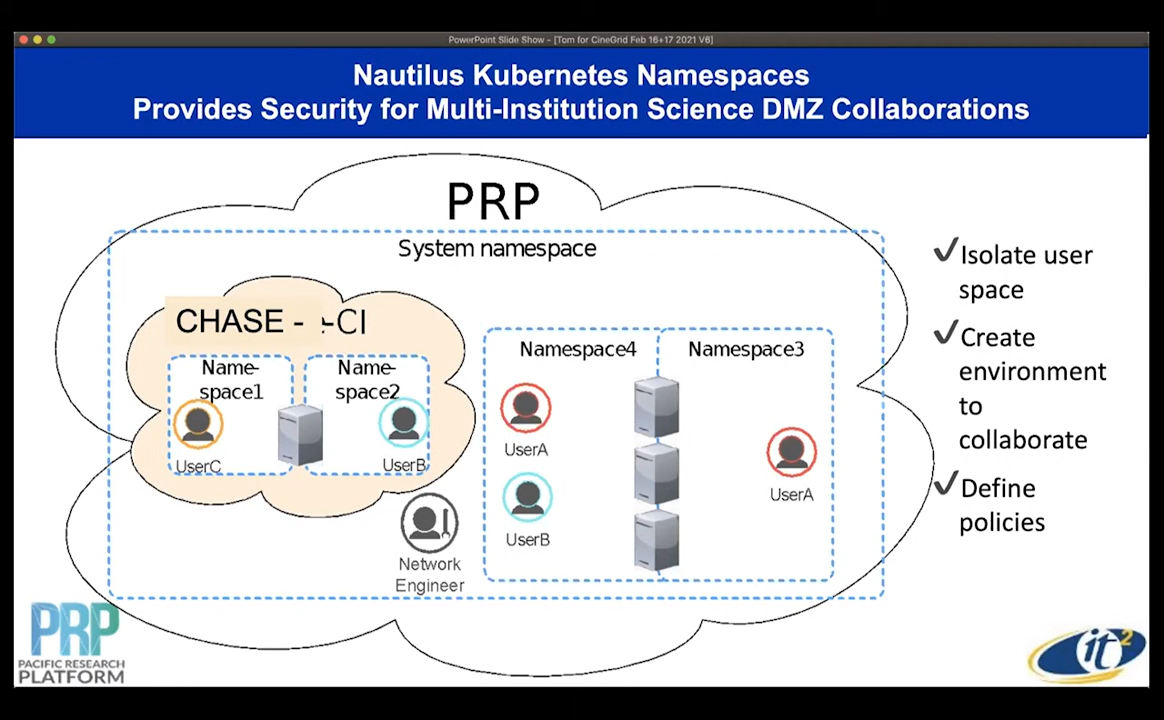 PowerPoint Slide Show - [Tom for CineGrid Feb 16+17 2021 V6]
Nautilus Kubernetes Namespaces
Provides Security for Multi-Institution Science DMZ Collaborations
PRP
System namespace
CHASE - -CI
Name-
space1
Name-
space2
UserC
UserB
Network
Engineer
Namespace4
Namespace3
UserA
UserB
UserA
✓Isolate user
space
✓Create
environment
to
collaborate
✓Define
policies
PRP
PACIFIC RESEARCH
PLATFORM
it2